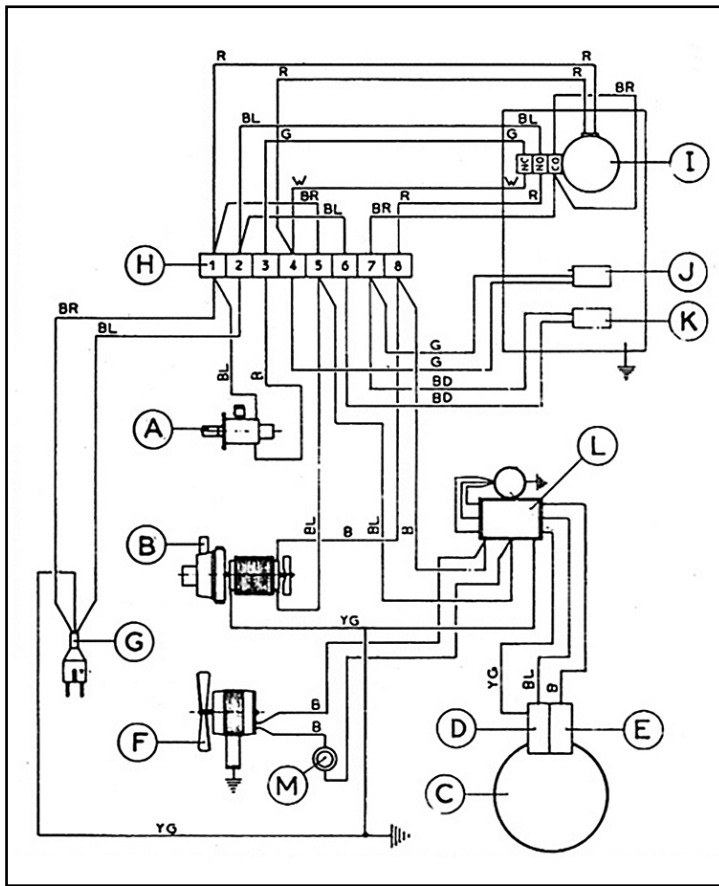 R R
R R
BR
BL BL
G G
NC NO CO
I
W W
BR R R
BL BR
H 1 2 3 4 5 6 7 8
J
BR
BL
K
G
G
BL R BD
BD
A
L
B
BL B BL B
YG
G
YG BL B
B
F B
D E
M
C
YG